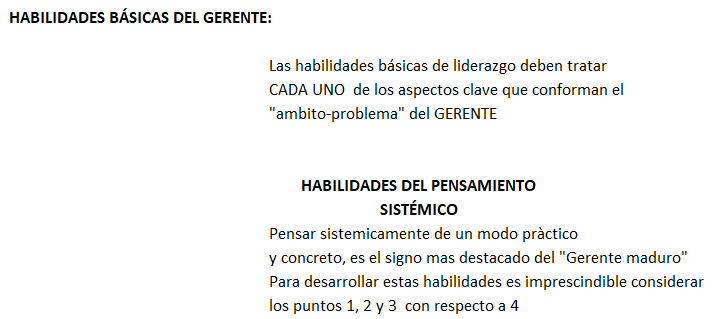 HABILIDADES BÁSICAS DEL GERENTE:
Las habilidades básicas de liderazgo deben tratar
CADA UNO  de los aspectos clave que conforman el
"ambito-problema" del GERENTE
HABILIDADES DEL PENSAMIENTO
SISTÉMICO
Pensar sistemicamente de un modo pràctico
y concreto, es el signo mas destacado del "Gerente maduro"
Para desarrollar estas habilidades es imprescindible considerar
los puntos 1, 2 y 3  con respecto a 4